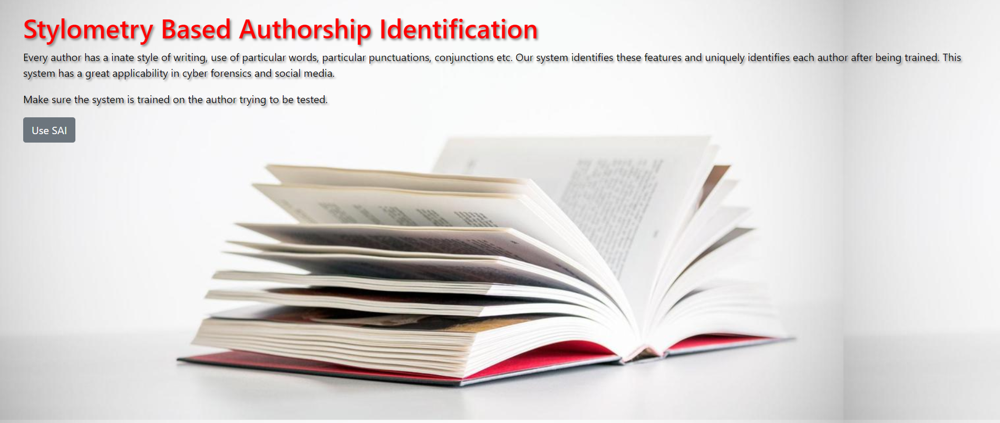 Stylometry Based Authorship Identification
Every author has a inate style of writing, use of particular words, particular punctuations, conjunctions etc. Our system identifies these features and uniquely identifies each author after being trained. This
system has a great applicability in cyber forensics and social media.
Make sure the system is trained on the author trying to be tested.
Use SAI